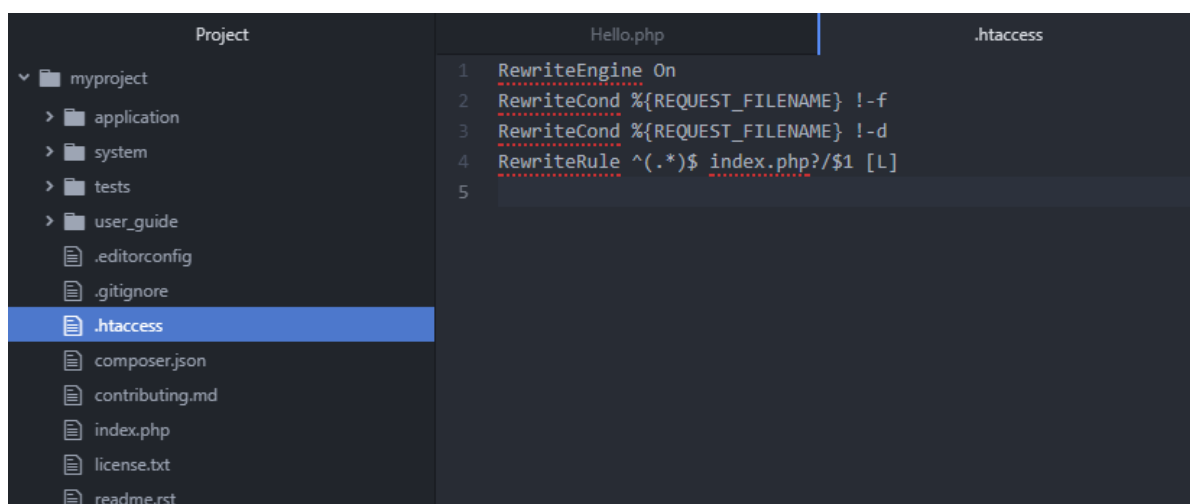 Project
myproject
application
system
tests
user_guide
.editorconfig
.gitignore
.htaccess
composer.json
contributing.md
index.php
license.txt
readme.rst
Hello.php
.htaccess
1 RewriteEngine On
2 RewriteCond %{REQUEST_FILENAME} !-f
3 RewriteCond %{REQUEST_FILENAME} !-d
4 RewriteRule ^(.*)$ index.php?/$1 [L]
5